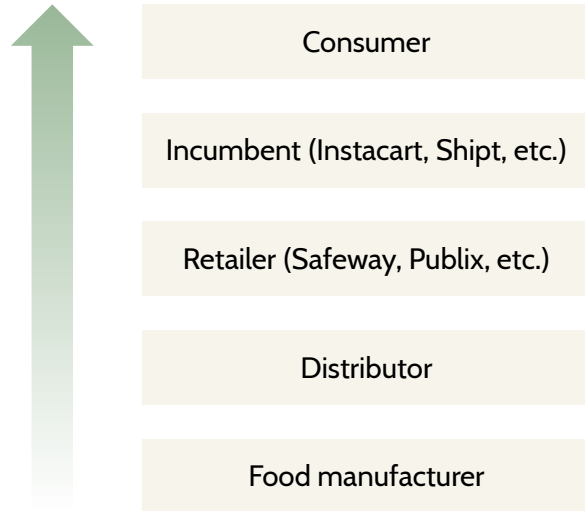 Consumer
Incumbent (Instacart, Shipt, etc.)
Retailer (Safeway, Publix, etc.)
Distributor
Food manufacturer